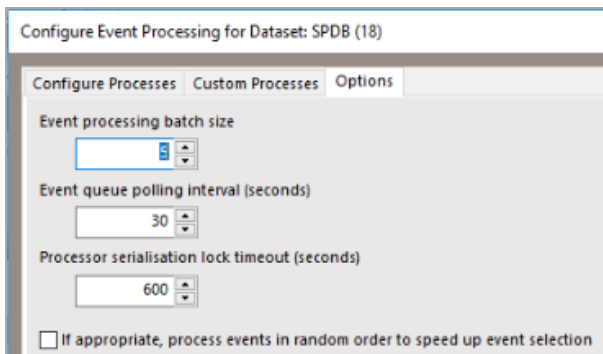 Configure Event Processing for Dataset: SPDB (18)
Configure Processes Custom Processes Options
Event processing batch size
5
Event queue polling interval (seconds)
30
Processor serialisation lock timeout (seconds)
600
If appropriate, process events in random order to speed up event selection